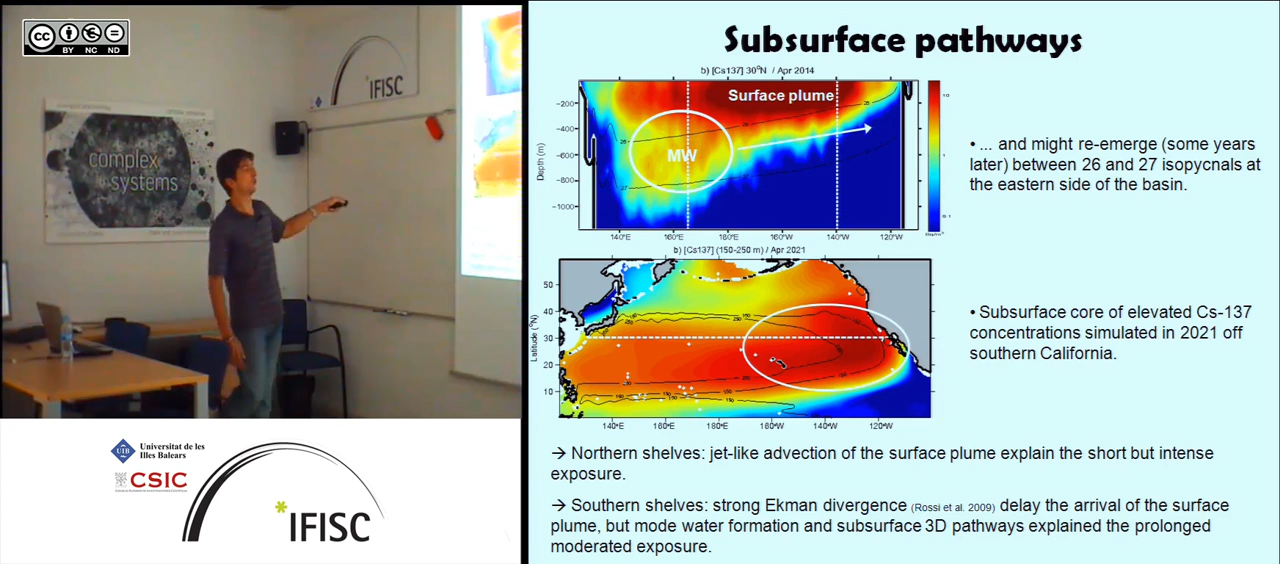 cc
BY NC ND
IFISC
complex
systems
Universitat de les
Illes Balears
UIB
CSIC
*IFISC
Subsurface pathways
b) [Cs137] 30°N / Apr 2014
Surface plume
MW
Depth (m)
-200
-400
-600
-800
-1000
26
26
27
140°E 160°E 180°E 160°W 140°W 120°W
• ... and might re-emerge (some years
later) between 26 and 27 isopycnals at
the eastern side of the basin.
b) [Cs137] (150-250 m) / Apr 2021
Latitude (°N)
50
40
30
20
10
140°E 160°E 180°E 160°W 140°W 120°W
• Subsurface core of elevated Cs-137
concentrations simulated in 2021 off
southern California.
→ Northern shelves: jet-like advection of the surface plume explain the short but intense
exposure.
→ Southern shelves: strong Ekman divergence (Rossi et al. 2009) delay the arrival of the surface
plume, but mode water formation and subsurface 3D pathways explained the prolonged
moderated exposure.